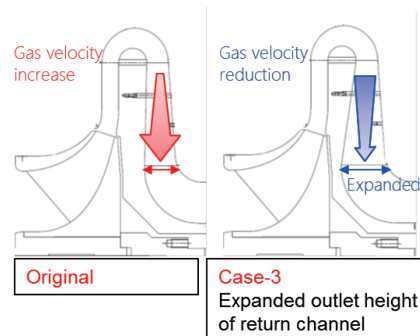 Gas velocity
increase
Gas velocity
reduction
Expanded
Original
Case-3
Expanded outlet height
of return channel